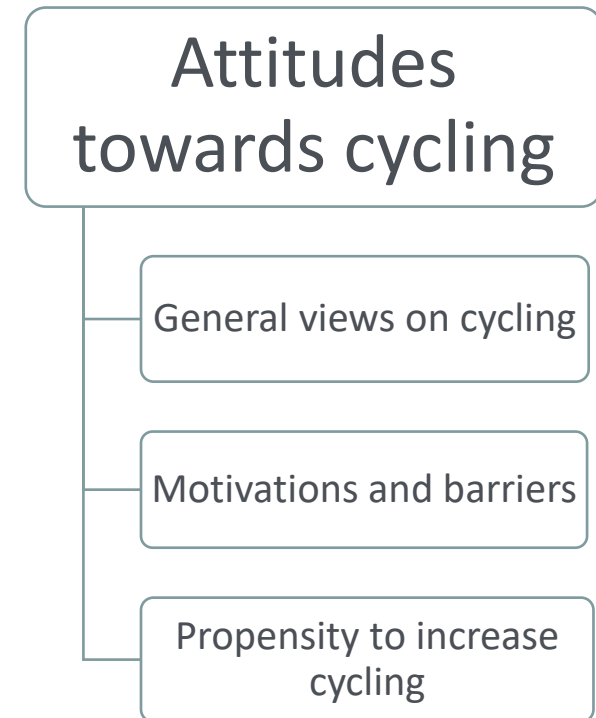 Attitudes
towards cycling
General views on cycling
Motivations and barriers
Propensity to increase
cycling